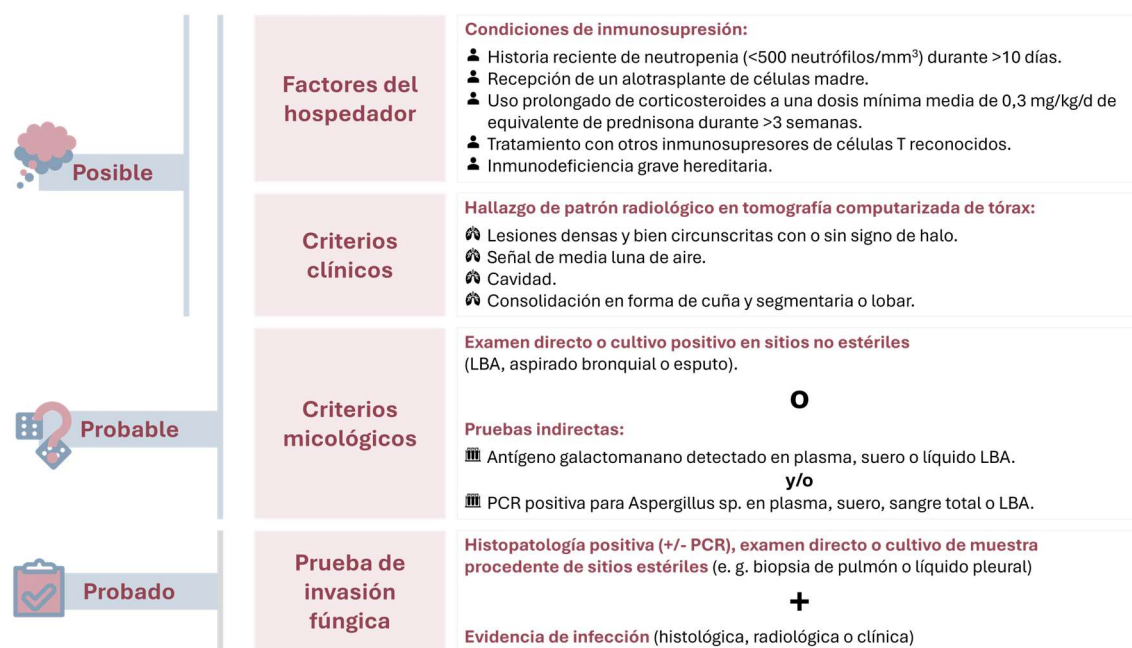 Posible
Factores del
hospedador
Condiciones de inmunosupresión:
Historia reciente de neutropenia (<500 neutrófilos/mm³) durante >10 días.
Recepción de un alotrasplante de células madre.
Uso prolongado de corticosteroides a una dosis mínima media de 0,3 mg/kg/d de
equivalente de prednisona durante >3 semanas.
Tratamiento con otros inmunosupresores de células T reconocidos.
Inmunodeficiencia grave hereditaria.
Criterios
clínicos
Hallazgo de patrón radiológico en tomografía computarizada de tórax:
Lesiones densas y bien circunscritas con o sin signo de halo.
Señal de media luna de aire.
Cavidad.
Consolidación en forma de cuña y segmentaria o lobar.
Probable
Criterios
micológicos
Examen directo o cultivo positivo en sitios no estériles
(LBA, aspirado bronquial o esputo).
O
Pruebas indirectas:
Antígeno galactomanano detectado en plasma, suero o líquido LBA.
y/o
PCR positiva para Aspergillus sp. en plasma, suero, sangre total o LBA.
Probado
Prueba de
invasión
fúngica
Histopatología positiva (+/- PCR), examen directo o cultivo de muestra
procedente de sitios estériles (e. g. biopsia de pulmón o líquido pleural)
+
Evidencia de infección (histológica, radiológica o clínica)